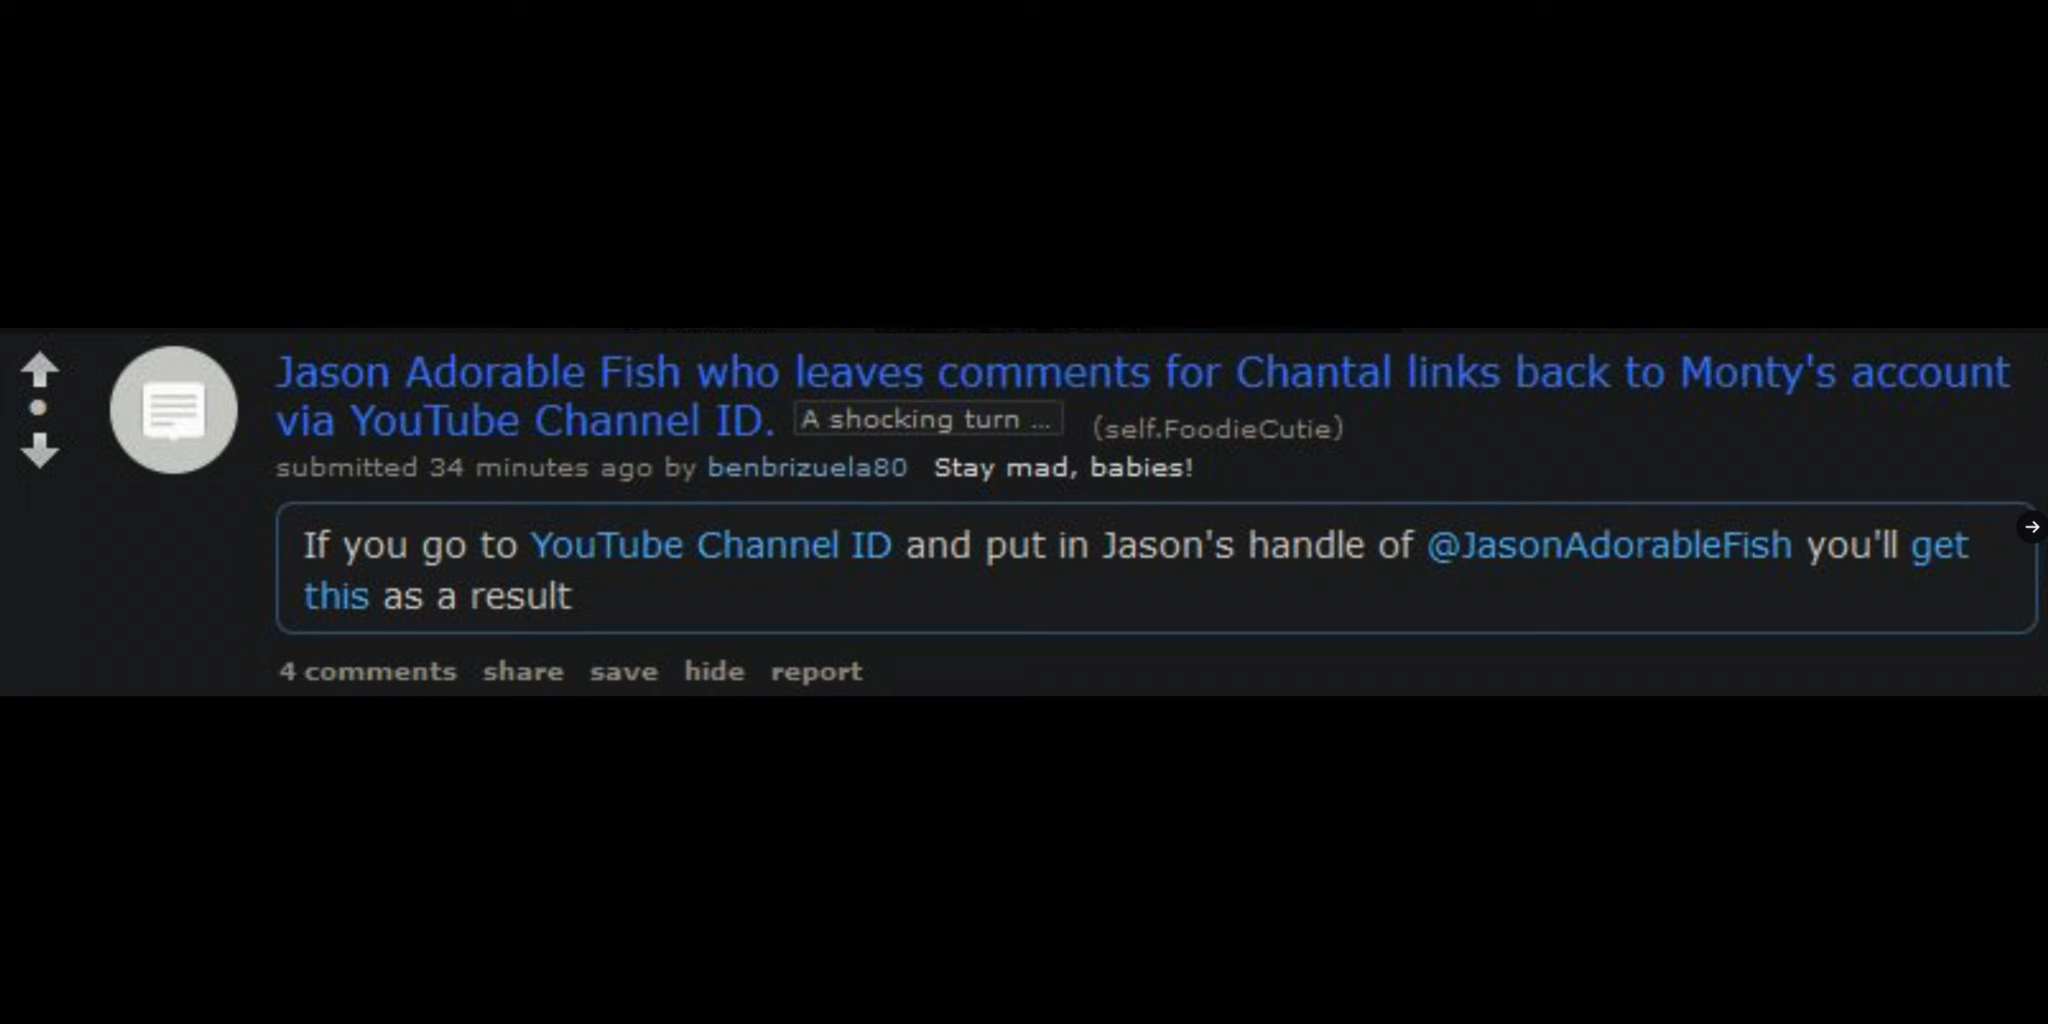 Jason Adorable Fish who leaves comments for Chantal links back to Monty's account
via YouTube Channel ID. A shocking turn ... (self.FoodieCutie)
submitted 34 minutes ago by benbrizuela80 Stay mad, babies!
If you go to YouTube Channel ID and put in Jason's handle of @JasonAdorableFish you'll get
this as a result
4 comments share save hide report